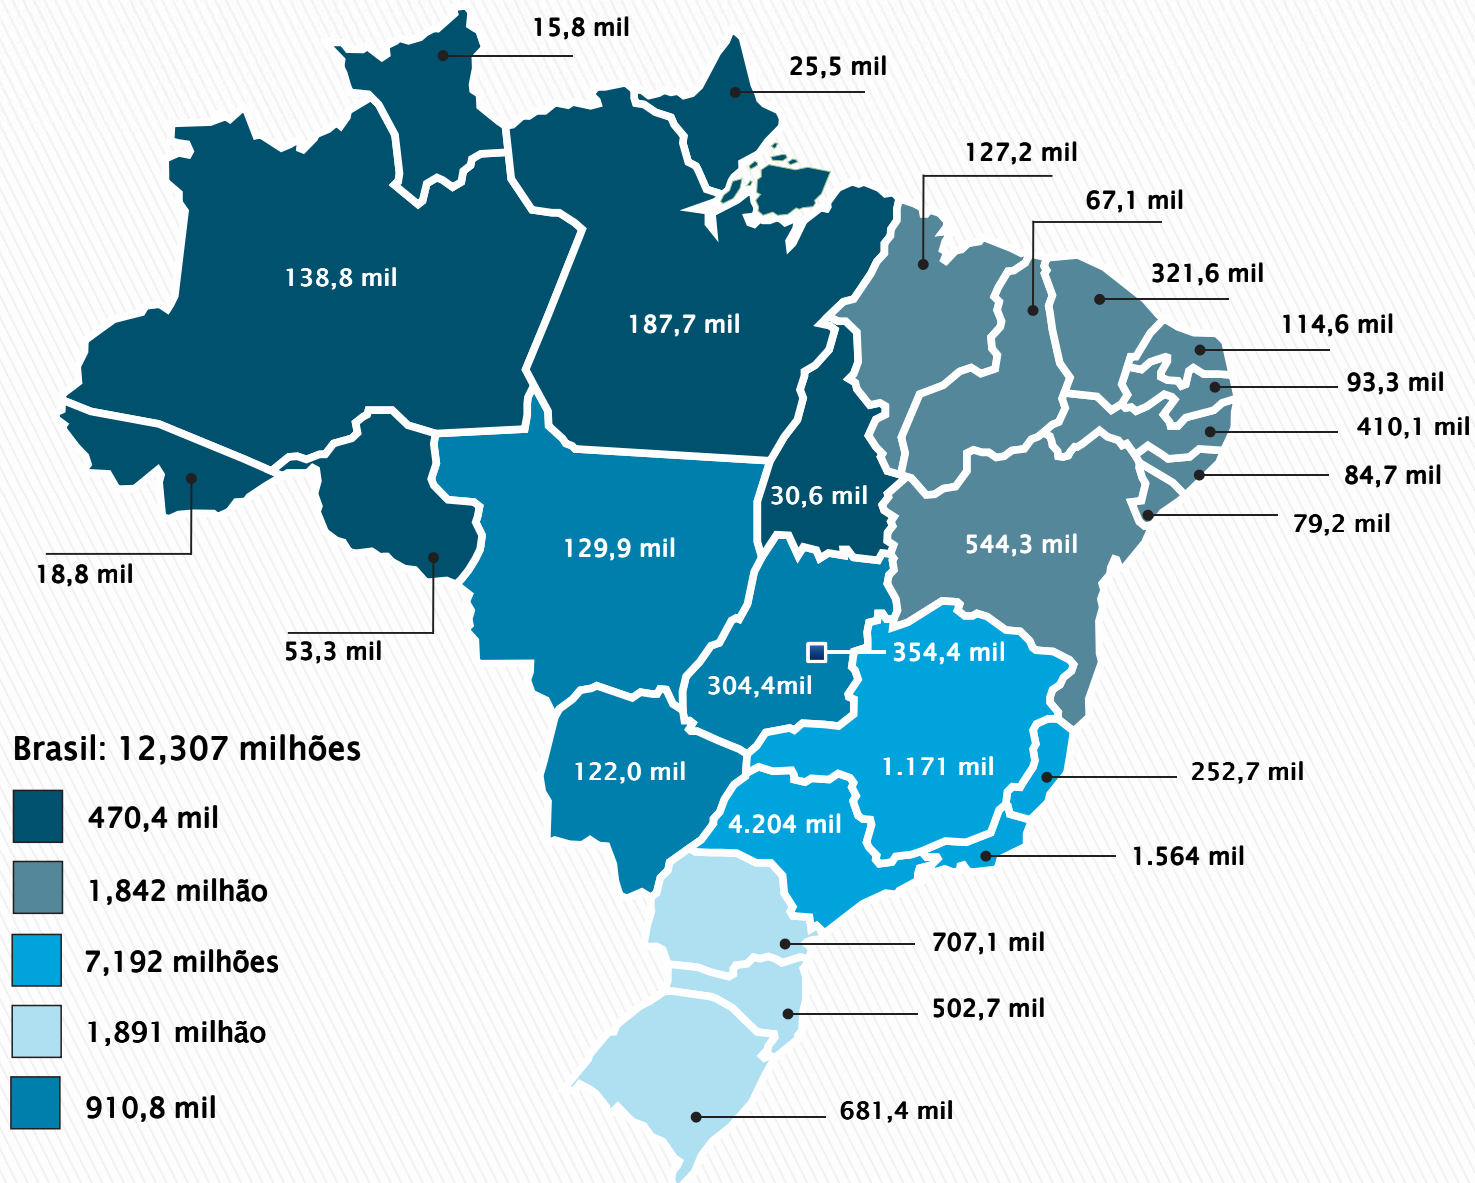 15,8 mil
25,5 mil
127,2 mil
67,1 mil
321,6 mil
138,8 mil
187,7 mil
114,6 mil
93,3 mil
410,1 mil
84,7 mil
30,6 mil
79,2 mil
129,9 mil
544,3 mil
18,8 mil
53,3 mil
354,4 mil
304,4mil
Brasil: 12,307 milhões
122,0 mil
1.171 mil
252,7 mil
470,4 mil
4.204 mil
1.564 mil
1,842 milhão
707,1 mil
7,192 milhões
502,7 mil
1,891 milhão
910,8 mil
681,4 mil